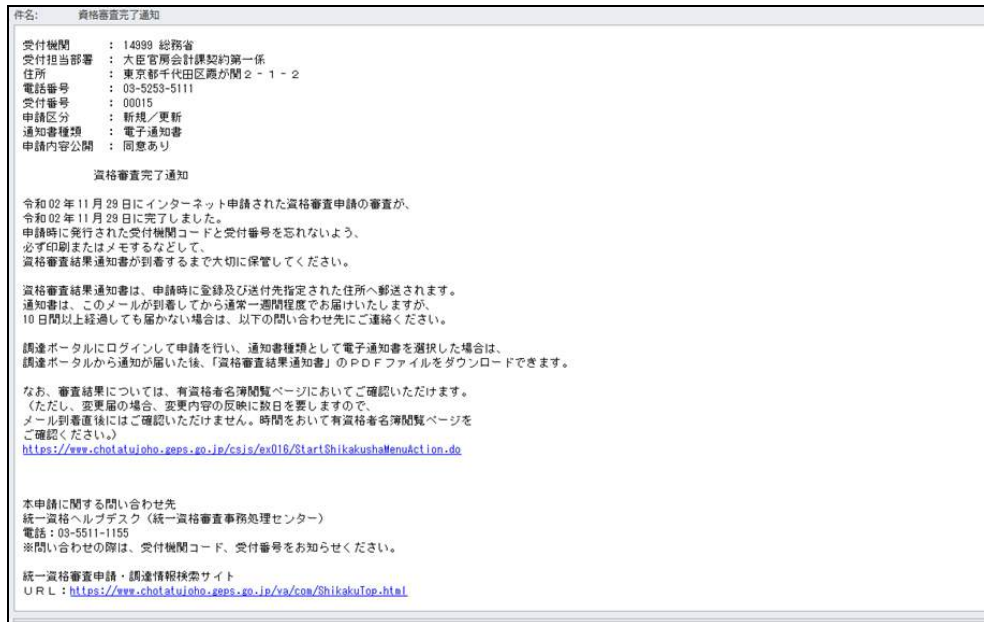 件名: 資格審査完了通知
受付機関 : 14999 総務省
受付担当部署 : 大臣官房会計課契約第一係
住所 : 東京都千代田区霞が関２－１－２
電話番号 : 03-5253-5111
受付番号 : 00015
申請区分 : 新規／更新
通知書種類 : 電子通知書
申請内容公開 : 同意あり
資格審査完了通知
令和02年11月29日にインターネット申請された資格審査申請の審査が、
令和02年11月29日に完了しました。
申請時に発行された受付機関コードと受付番号を忘れないよう、
必ず印刷またはメモするなどして、
資格審査結果通知書が到着するまで大切に保管してください。
資格審査結果通知書は、申請時に登録及び送付先指定された住所へ郵送されます。
通知書は、このメールが到着してから通常一週間程度でお届けいたしますが、
10日間以上経過しても届かない場合は、以下の問い合わせ先にご連絡ください。
調達ポータルにログインして申請を行い、通知書種類として電子通知書を選択した場合は、
調達ポータルから通知が届いた後、「資格審査結果通知書」のＰＤＦファイルをダウンロードできます。
なお、審査結果については、有資格者名簿閲覧ページにおいてご確認いただけます。
（ただし、変更届の場合、変更内容の反映に数日を要しますので、
メール到着直後にはご確認いただけません。時間をおいて有資格者名簿閲覧ページを
ご確認ください。）
https://www.chotatujoho.geps.go.jp/csjs/ex016/StartShikakushaMenuAction.do
本申請に関する問い合わせ先
統一資格ヘルプデスク（統一資格審査事務処理センター）
電話：03-5511-1155
※問い合わせの際は、受付機関コード、受付番号をお知らせください。
統一資格審査申請・調達情報検索サイト
ＵＲＬ：https://www.chotatujoho.geps.go.jp/va/com/ShikakuTop.html